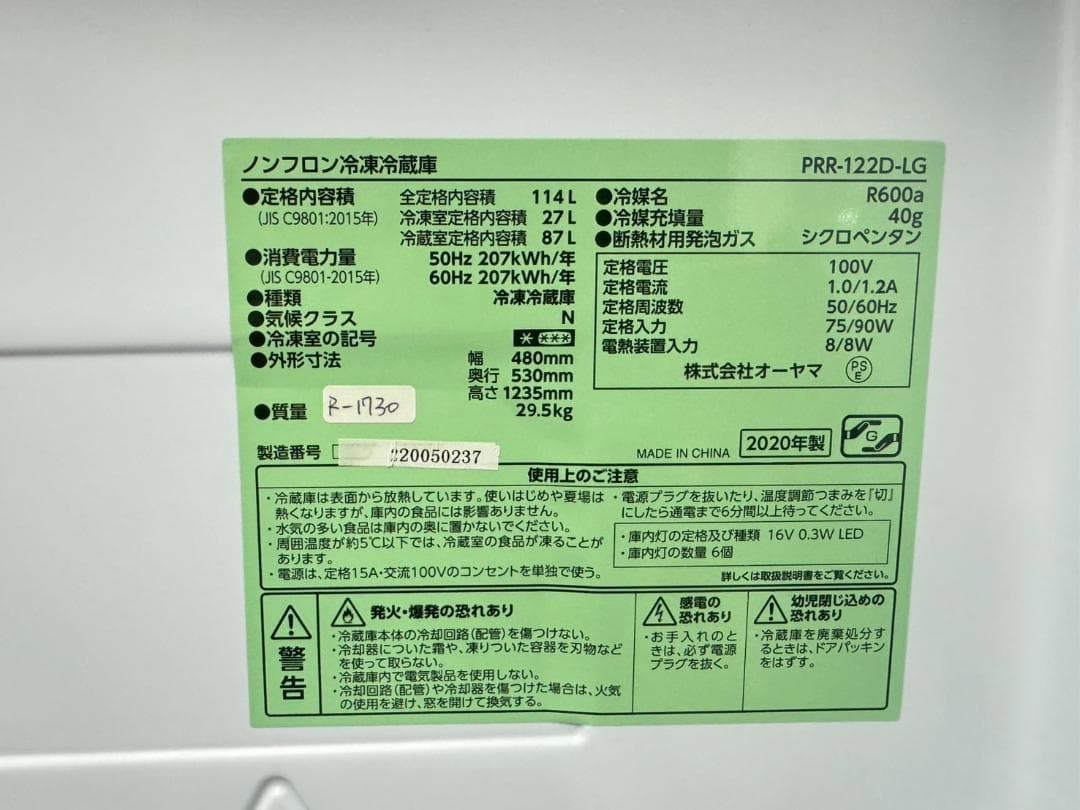 ノンフロン冷凍冷蔵庫 PRR-122D-LG
●定格内容積 全定格内容積 114L
(JIS C9801:2015年) 冷凍室定格内容積 27L
冷蔵室定格内容積 87L
●消費電力量 50Hz 207kWh/年
(JIS C9801-2015年) 60Hz 207kWh/年
●種類 冷凍冷蔵庫
●気候クラス N
●冷凍室の記号
●外形寸法 幅 480mm
奥行 530mm
高さ 1235mm
●質量 R-1730 29.5kg
●冷媒名 R600a
●冷媒充填量 40g
●断熱材用発泡ガス シクロペンタン
定格電圧 100V
定格電流 1.0/1.2A
定格周波数 50/60Hz
定格入力 75/90W
電熱装置入力 8/8W
株式会社オーヤマ PSE
製造番号 220050237
MADE IN CHINA 2020年製 G
使用上のご注意
・冷蔵庫は表面から放熱しています。使いはじめや夏場は
熱くなりますが、庫内の食品には影響ありません。
・水気の多い食品は庫内の奥に置かないでください。
・周囲温度が約5℃以下では、冷蔵室の食品が凍ることが
あります。
・電源は、定格15A・交流100Vのコンセントを単独で使う。
・電源プラグを抜いたり、温度調節つまみを「切」
にしたら通電まで6分間以上待ってください。
・庫内灯の定格及び種類 16V 0.3W LED
・庫内灯の数量 6個
詳しくは取扱説明書をご覧ください。
警告
発火・爆発の恐れあり
・冷蔵庫本体の冷却回路(配管)を傷つけない。
・冷却器についた霜や、凍りついた容器を刃物など
を使って取らない。
・冷蔵庫内で電気製品を使用しない。
・冷却回路(配管)や冷却器を傷つけた場合は、火気
の使用を避け、窓を開けて換気する。
感電の
恐れあり
・お手入れのと
きは、必ず電源
プラグを抜く。
幼児閉じ込めの
恐れあり
・冷蔵庫を廃棄処分す
るときは、ドアパッキン
をはずす。